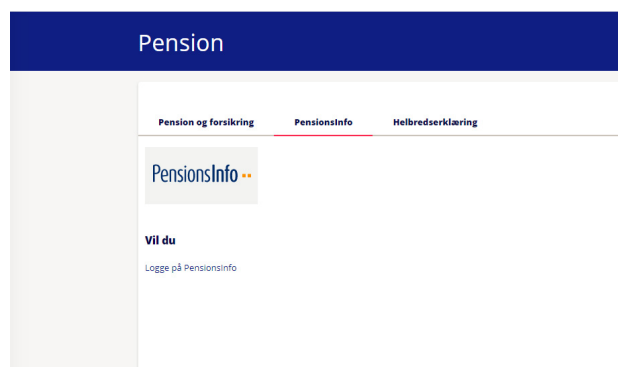 Pension
Pension og forsikring PensionsInfo Helbredserklæring
PensionsInfo
Vil du
Logge på PensionsInfo